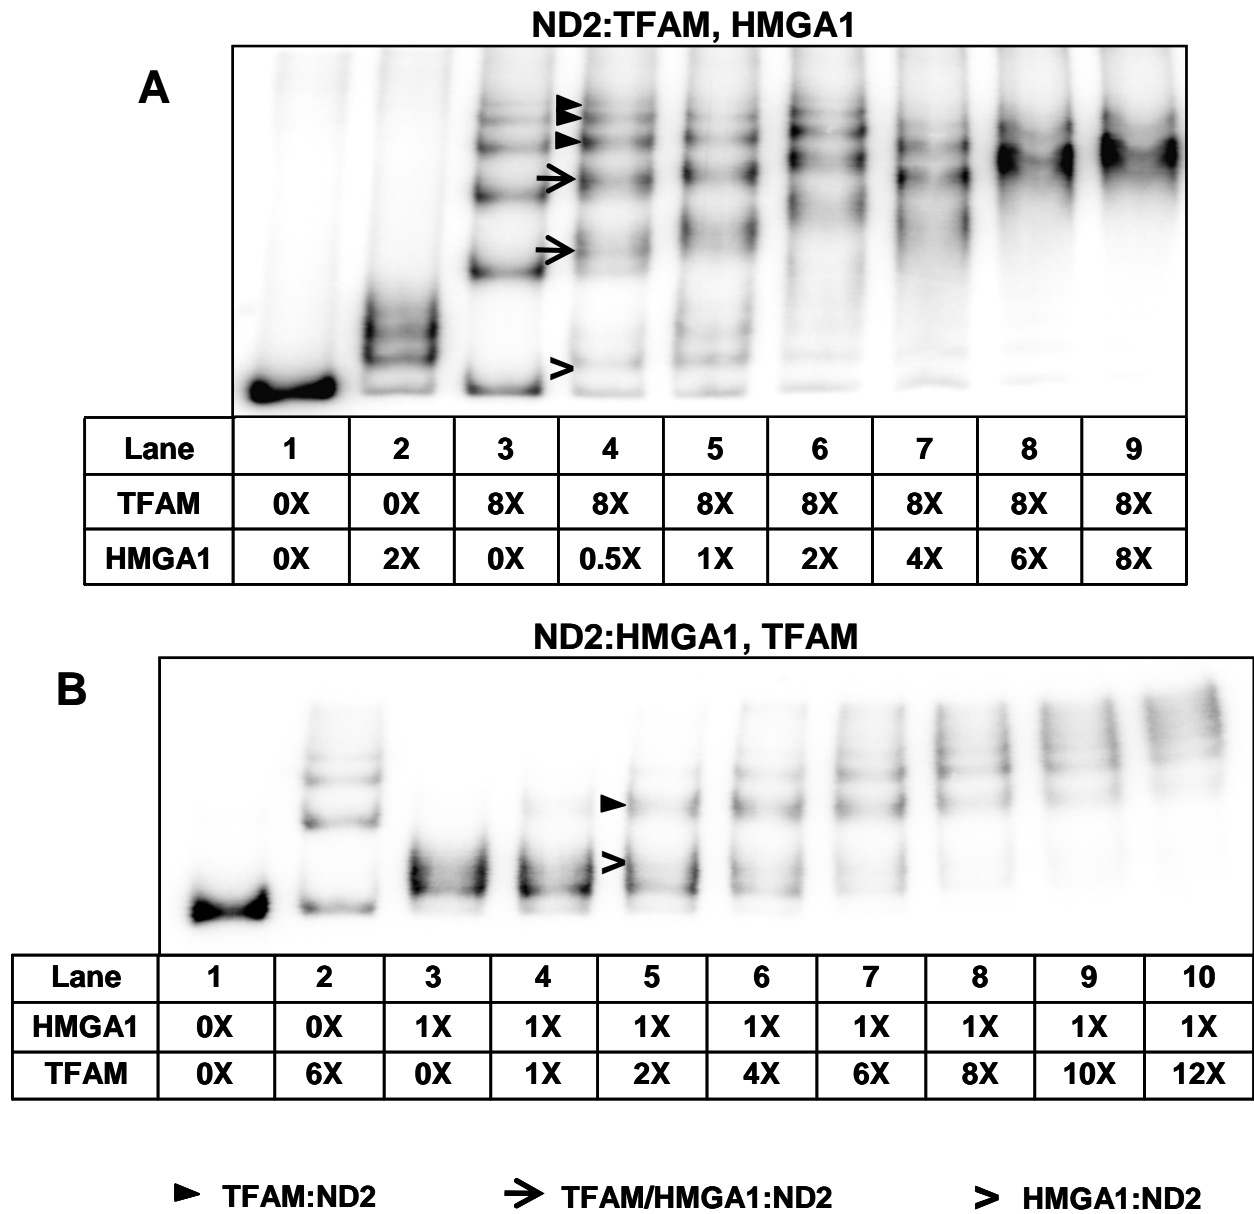 ND2:TFAM, HMGA1
A
Lane 1 2 3 4 5 6 7 8 9
TFAM 0X 0X 8X 8X 8X 8X 8X 8X 8X
HMGA1 0X 2X 0X 0.5X 1X 2X 4X 6X 8X
ND2:HMGA1, TFAM
B
Lane 1 2 3 4 5 6 7 8 9 10
HMGA1 0X 0X 1X 1X 1X 1X 1X 1X 1X 1X
TFAM 0X 6X 0X 1X 2X 4X 6X 8X 10X 12X
TFAM:ND2 TFAM/HMGA1:ND2 HMGA1:ND2